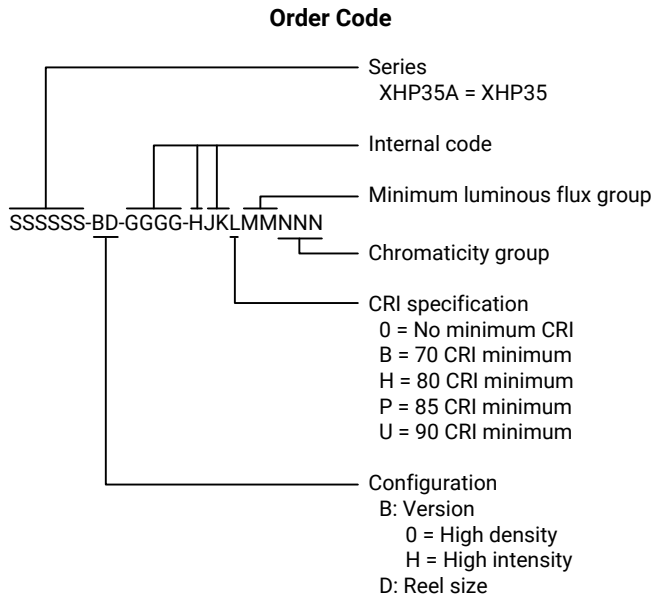 Order Code
Series
XHP35A = XHP35
Internal code
Minimum luminous flux group
SSSSSS-BD-GGGG-HJKLMMNNN
Chromaticity group
CRI specification
0 = No minimum CRI
B = 70 CRI minimum
H = 80 CRI minimum
P = 85 CRI minimum
U = 90 CRI minimum
Configuration
B: Version
0 = High density
H = High intensity
D: Reel size